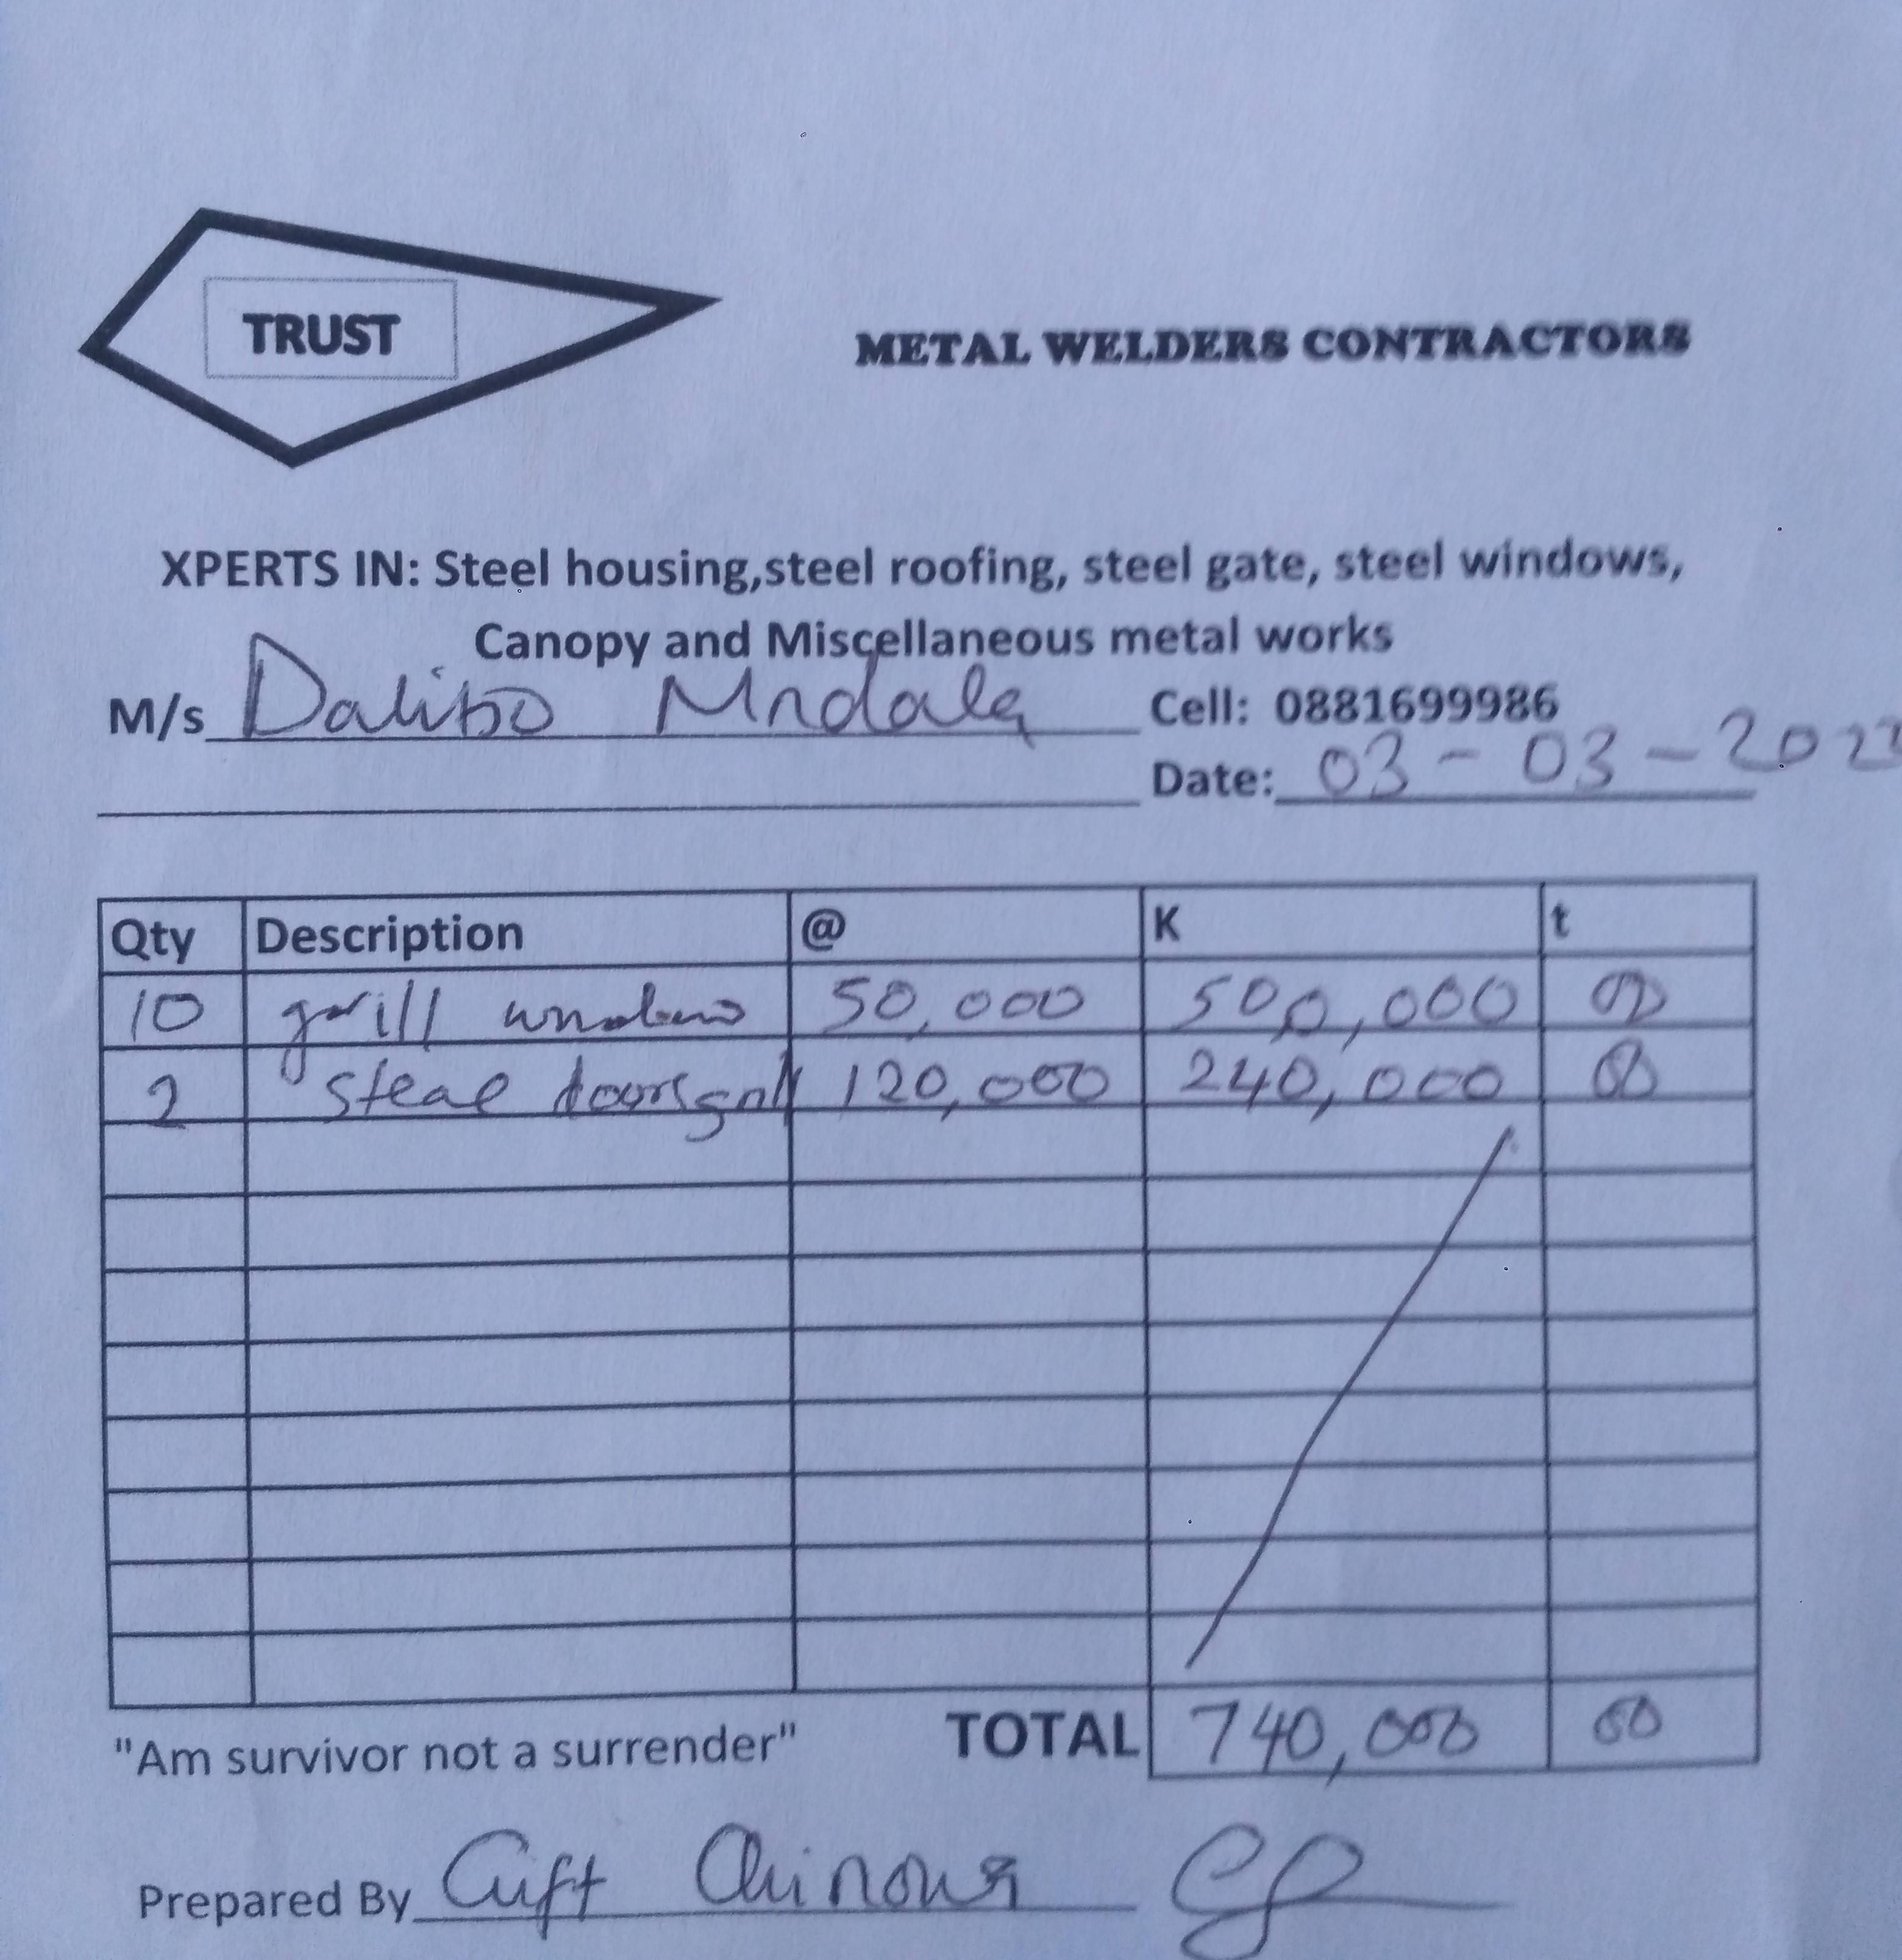 TRUST
METAL WELDERS CONTRACTORS
XPERTS IN: Steel housing,steel roofing, steel gate, steel windows,
Canopy and Miscellaneous metal works
M/s Daliso Mndala Cell: 0881699986
Date: 03 - 03 - 202
Qty Description @ K t
10 grill windows 50,000 500,000 00
2 steal doors 120,000 240,000 00
"Am survivor not a surrender" TOTAL 740,000 00
Prepared By Gift